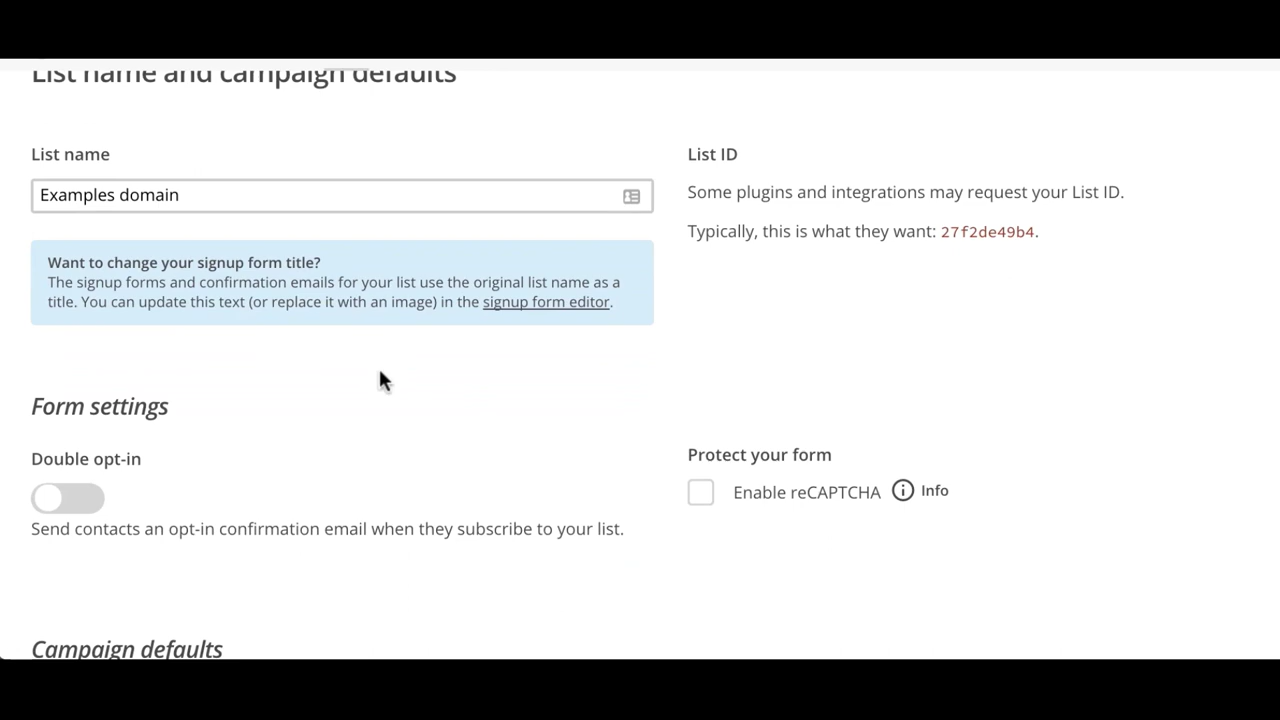 List name and campaign defaults
List name
Examples domain
Want to change your signup form title?
The signup forms and confirmation emails for your list use the original list name as a
title. You can update this text (or replace it with an image) in the signup form editor.
List ID
Some plugins and integrations may request your List ID.
Typically, this is what they want: 27f2de49b4.
Form settings
Double opt-in
Send contacts an opt-in confirmation email when they subscribe to your list.
Protect your form
Enable reCAPTCHA Info
Campaign defaults